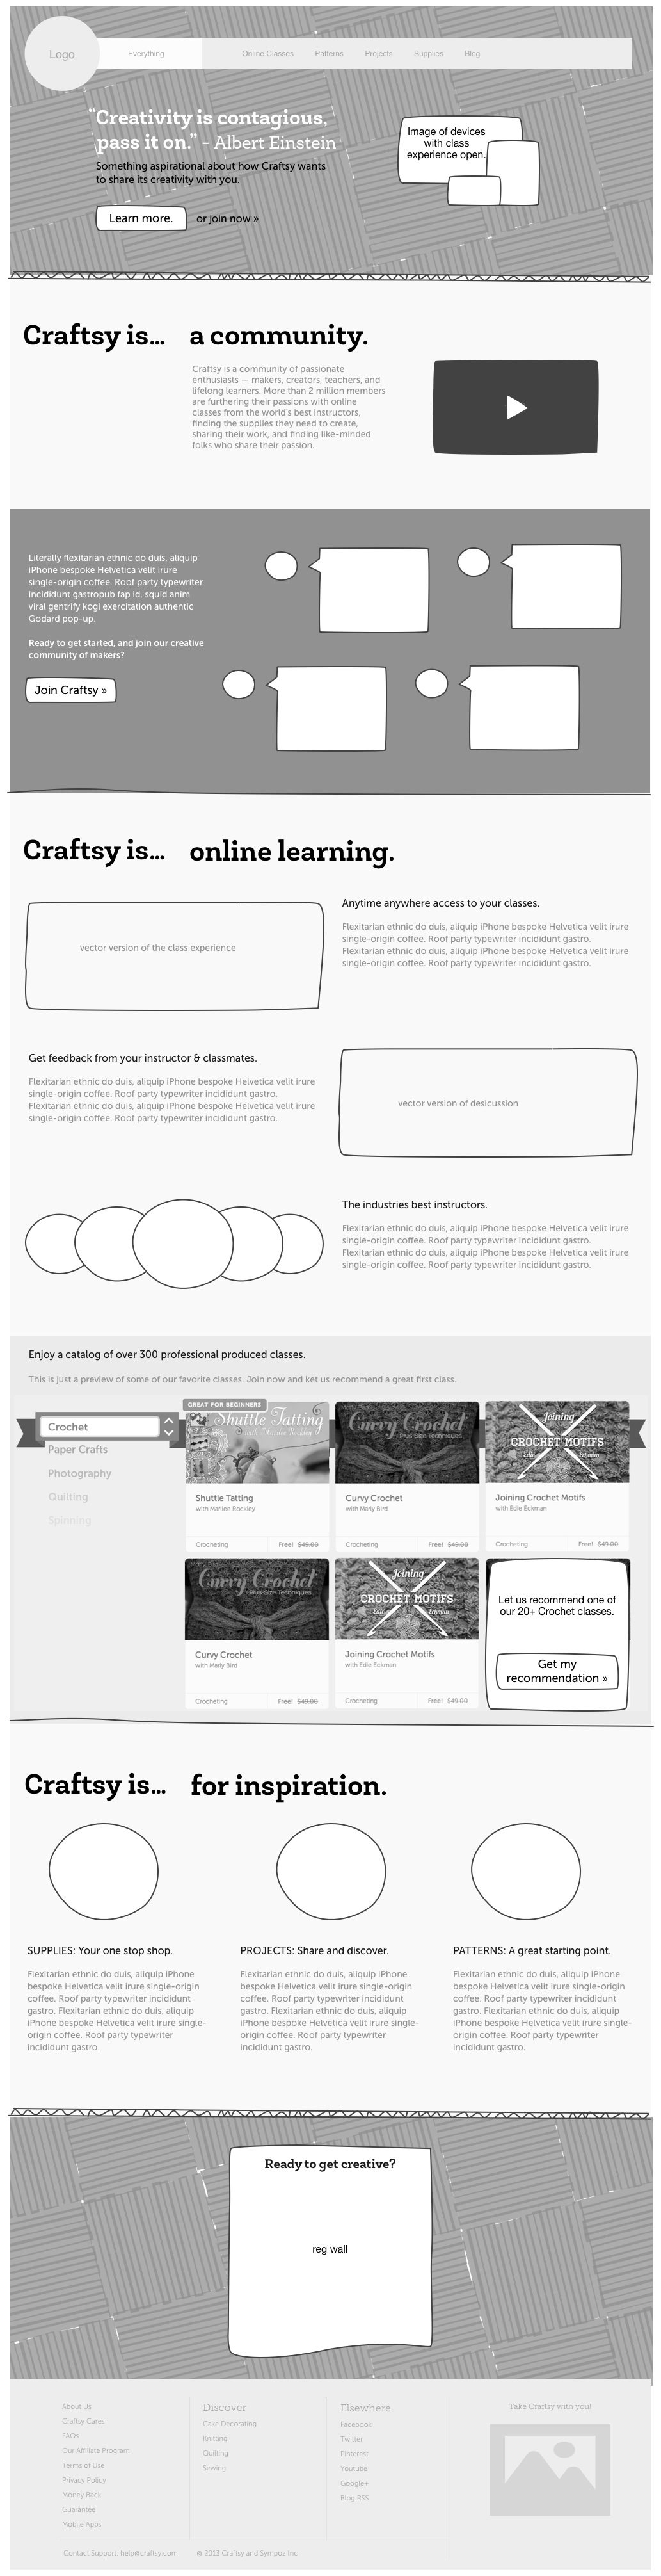 Logo
Everything
Online Classes
Patterns
Projects
Supplies
Blog
“Creativity is contagious,
pass it on.” - Albert Einstein
Something aspirational about how Craftsy wants
to share its creativity with you.
Learn more.
or join now »
Image of devices
with class
experience open.
Craftsy is... a community.
Craftsy is a community of passionate
enthusiasts — makers, creators, teachers, and
lifelong learners. More than 2 million members
are furthering their passions with online
classes from the world's best instructors,
finding the supplies they need to create,
sharing their work, and finding like-minded
folks who share their passion.
Literally flexitarian ethnic do duis, aliquip
iPhone bespoke Helvetica velit irure
single-origin coffee. Roof party typewriter
incididunt gastropub fap id, squid anim
viral gentrify kogi exercitation authentic
Godard pop-up.
Ready to get started, and join our creative
community of makers?
Join Craftsy »
Craftsy is... online learning.
vector version of the class experience
Anytime anywhere access to your classes.
Flexitarian ethnic do duis, aliquip iPhone bespoke Helvetica velit irure
single-origin coffee. Roof party typewriter incididunt gastro.
Flexitarian ethnic do duis, aliquip iPhone bespoke Helvetica velit irure
single-origin coffee. Roof party typewriter incididunt gastro.
Get feedback from your instructor & classmates.
Flexitarian ethnic do duis, aliquip iPhone bespoke Helvetica velit irure
single-origin coffee. Roof party typewriter incididunt gastro.
Flexitarian ethnic do duis, aliquip iPhone bespoke Helvetica velit irure
single-origin coffee. Roof party typewriter incididunt gastro.
vector version of desicussion
The industries best instructors.
Flexitarian ethnic do duis, aliquip iPhone bespoke Helvetica velit irure
single-origin coffee. Roof party typewriter incididunt gastro.
Flexitarian ethnic do duis, aliquip iPhone bespoke Helvetica velit irure
single-origin coffee. Roof party typewriter incididunt gastro.
Enjoy a catalog of over 300 professional produced classes.
This is just a preview of some of our favorite classes. Join now and ket us recommend a great first class.
Crochet
Paper Crafts
Photography
Quilting
Spinning
GREAT FOR BEGINNERS
Shuttle Tatting
with Marilee Rockley
Shuttle Tatting
with Marilee Rockley
Crocheting
Free! $49.00
Curvy Crochet
Plus-Size Techniques
Curvy Crochet
with Marly Bird
Crocheting
Free! $49.00
Joining
CROCHET MOTIFS
Edie Eckman
Joining Crochet Motifs
with Edie Eckman
Crocheting
Free! $49.00
Curvy Crochet
Plus-Size Techniques
Curvy Crochet
with Marly Bird
Crocheting
Free! $49.00
Joining
CROCHET MOTIFS
Edie Eckman
Joining Crochet Motifs
with Edie Eckman
Crocheting
Free! $49.00
Let us recommend one of
our 20+ Crochet classes.
Get my
recommendation »
Craftsy is... for inspiration.
SUPPLIES: Your one stop shop.
Flexitarian ethnic do duis, aliquip iPhone
bespoke Helvetica velit irure single-origin
coffee. Roof party typewriter incididunt
gastro. Flexitarian ethnic do duis, aliquip
iPhone bespoke Helvetica velit irure single-
origin coffee. Roof party typewriter
incididunt gastro.
PROJECTS: Share and discover.
Flexitarian ethnic do duis, aliquip iPhone
bespoke Helvetica velit irure single-origin
coffee. Roof party typewriter incididunt
gastro. Flexitarian ethnic do duis, aliquip
iPhone bespoke Helvetica velit irure single-
origin coffee. Roof party typewriter
incididunt gastro.
PATTERNS: A great starting point.
Flexitarian ethnic do duis, aliquip iPhone
bespoke Helvetica velit irure single-origin
coffee. Roof party typewriter incididunt
gastro. Flexitarian ethnic do duis, aliquip
iPhone bespoke Helvetica velit irure single-
origin coffee. Roof party typewriter
incididunt gastro.
Ready to get creative?
reg wall
About Us
Craftsy Cares
FAQs
Our Affiliate Program
Terms of Use
Privacy Policy
Money Back
Guarantee
Mobile Apps
Discover
Cake Decorating
Knitting
Quilting
Sewing
Elsewhere
Facebook
Twitter
Pinterest
Youtube
Google+
Blog RSS
Take Craftsy with you!
Contact Support: help@craftsy.com
© 2013 Craftsy and Sympoz Inc